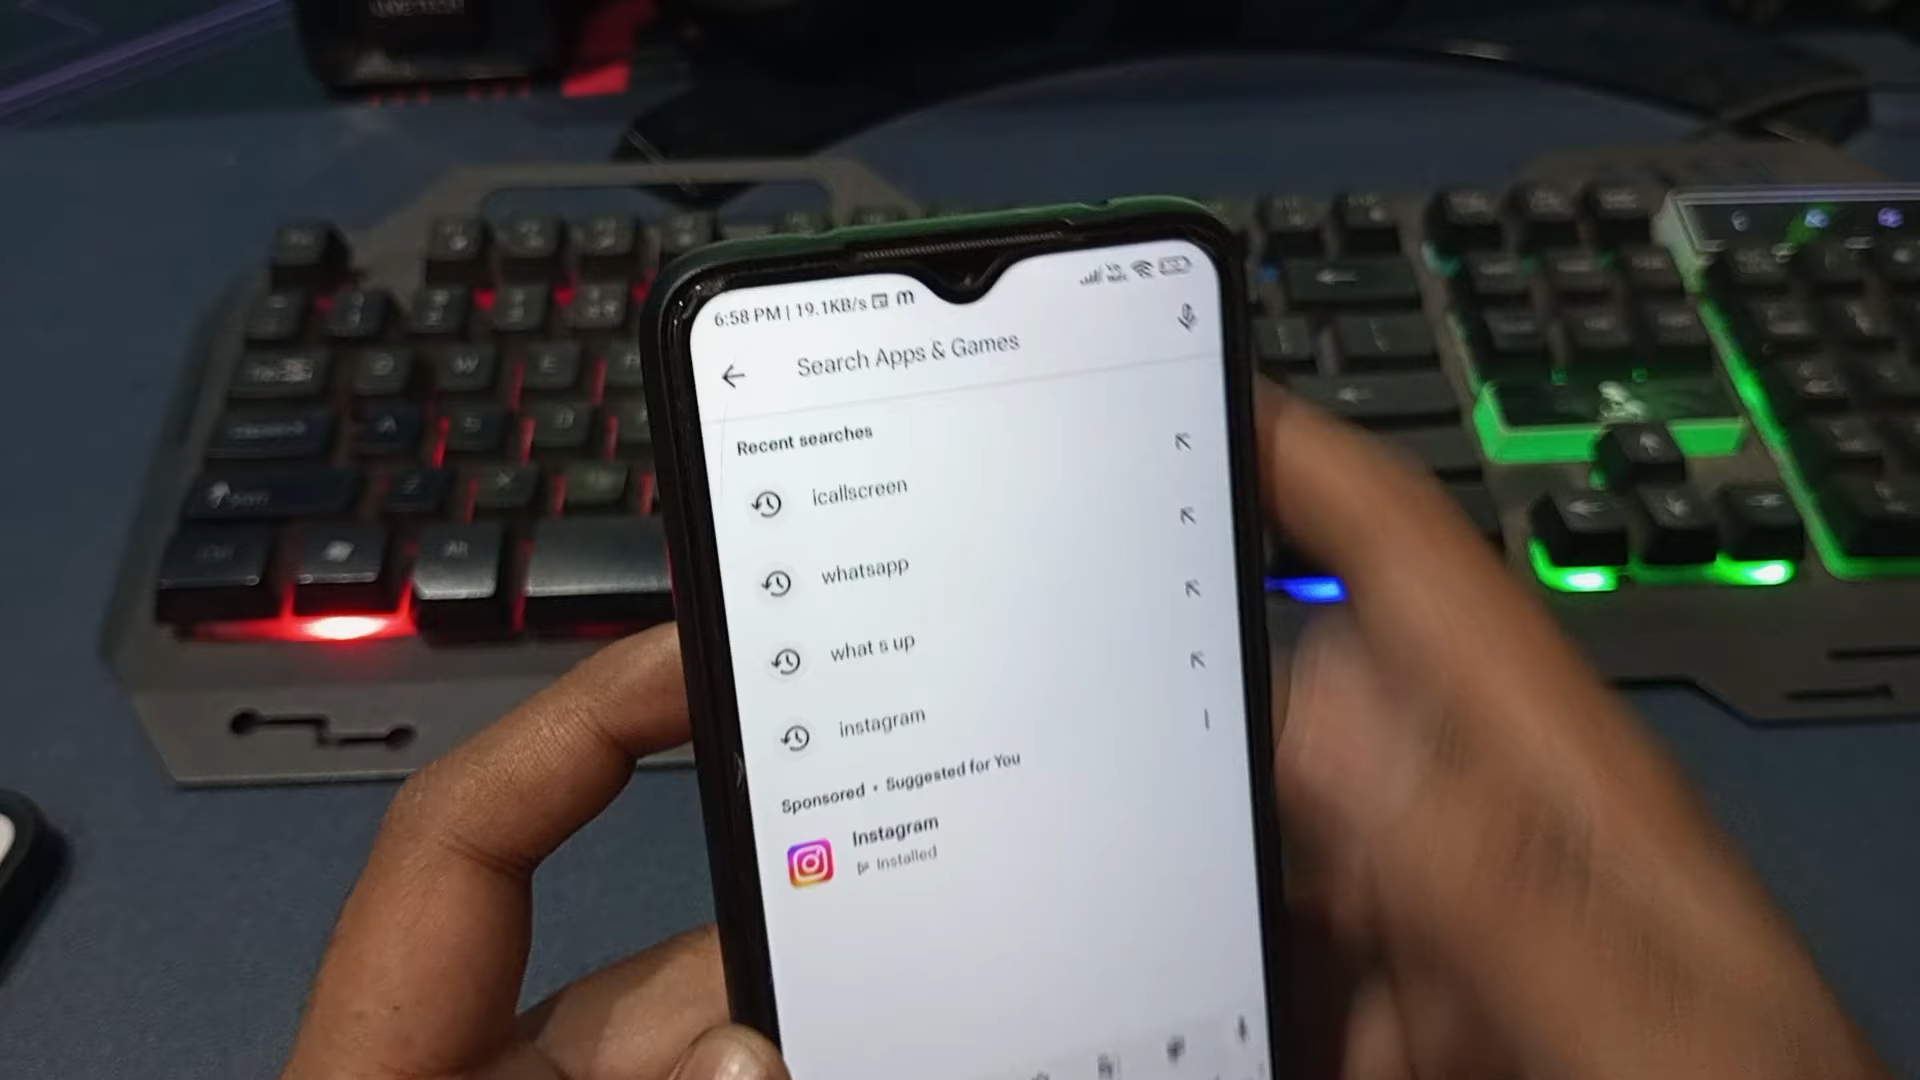 6:58 PM | 19.1KB/s m
Search Apps & Games
Recent searches
icallscreen
whatsapp
what s up
instagram
Sponsored • Suggested for You
Instagram
Installed
W E
A
Alt